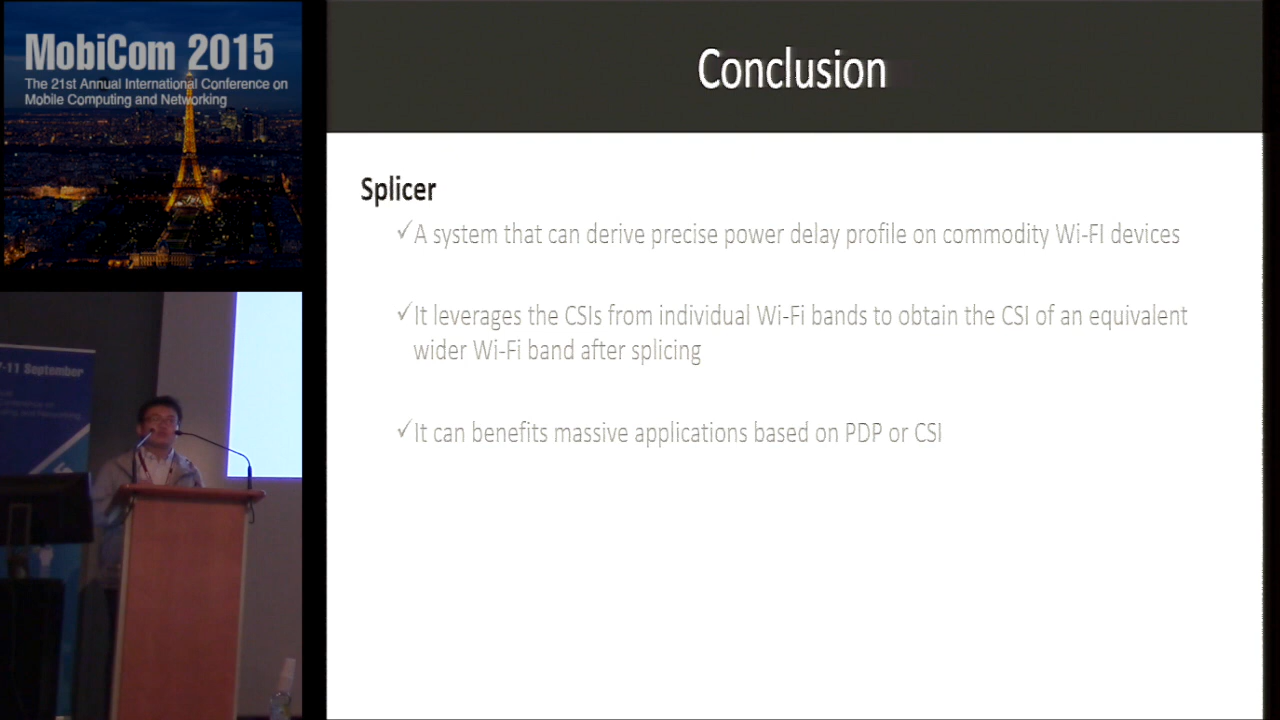 MobiCom 2015
The 21st Annual International Conference on
Mobile Computing and Networking
Conclusion
Splicer
✓A system that can derive precise power delay profile on commodity Wi-FI devices
✓It leverages the CSIs from individual Wi-Fi bands to obtain the CSI of an equivalent
wider Wi-Fi band after splicing
✓It can benefits massive applications based on PDP or CSI
-11 September